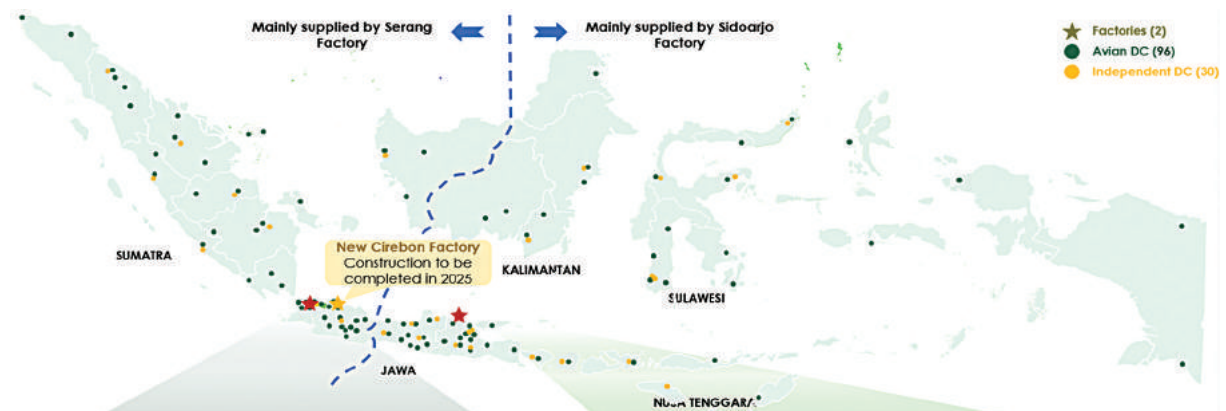 Mainly supplied by Serang
Factory
Mainly supplied by Sidoarjo
Factory
Factories (2)
Avian DC (96)
Independent DC (30)
New Cirebon Factory
Construction to be
completed in 2025
SUMATRA
KALIMANTAN
SULAWESI
JAWA
NUSA TENGGARA